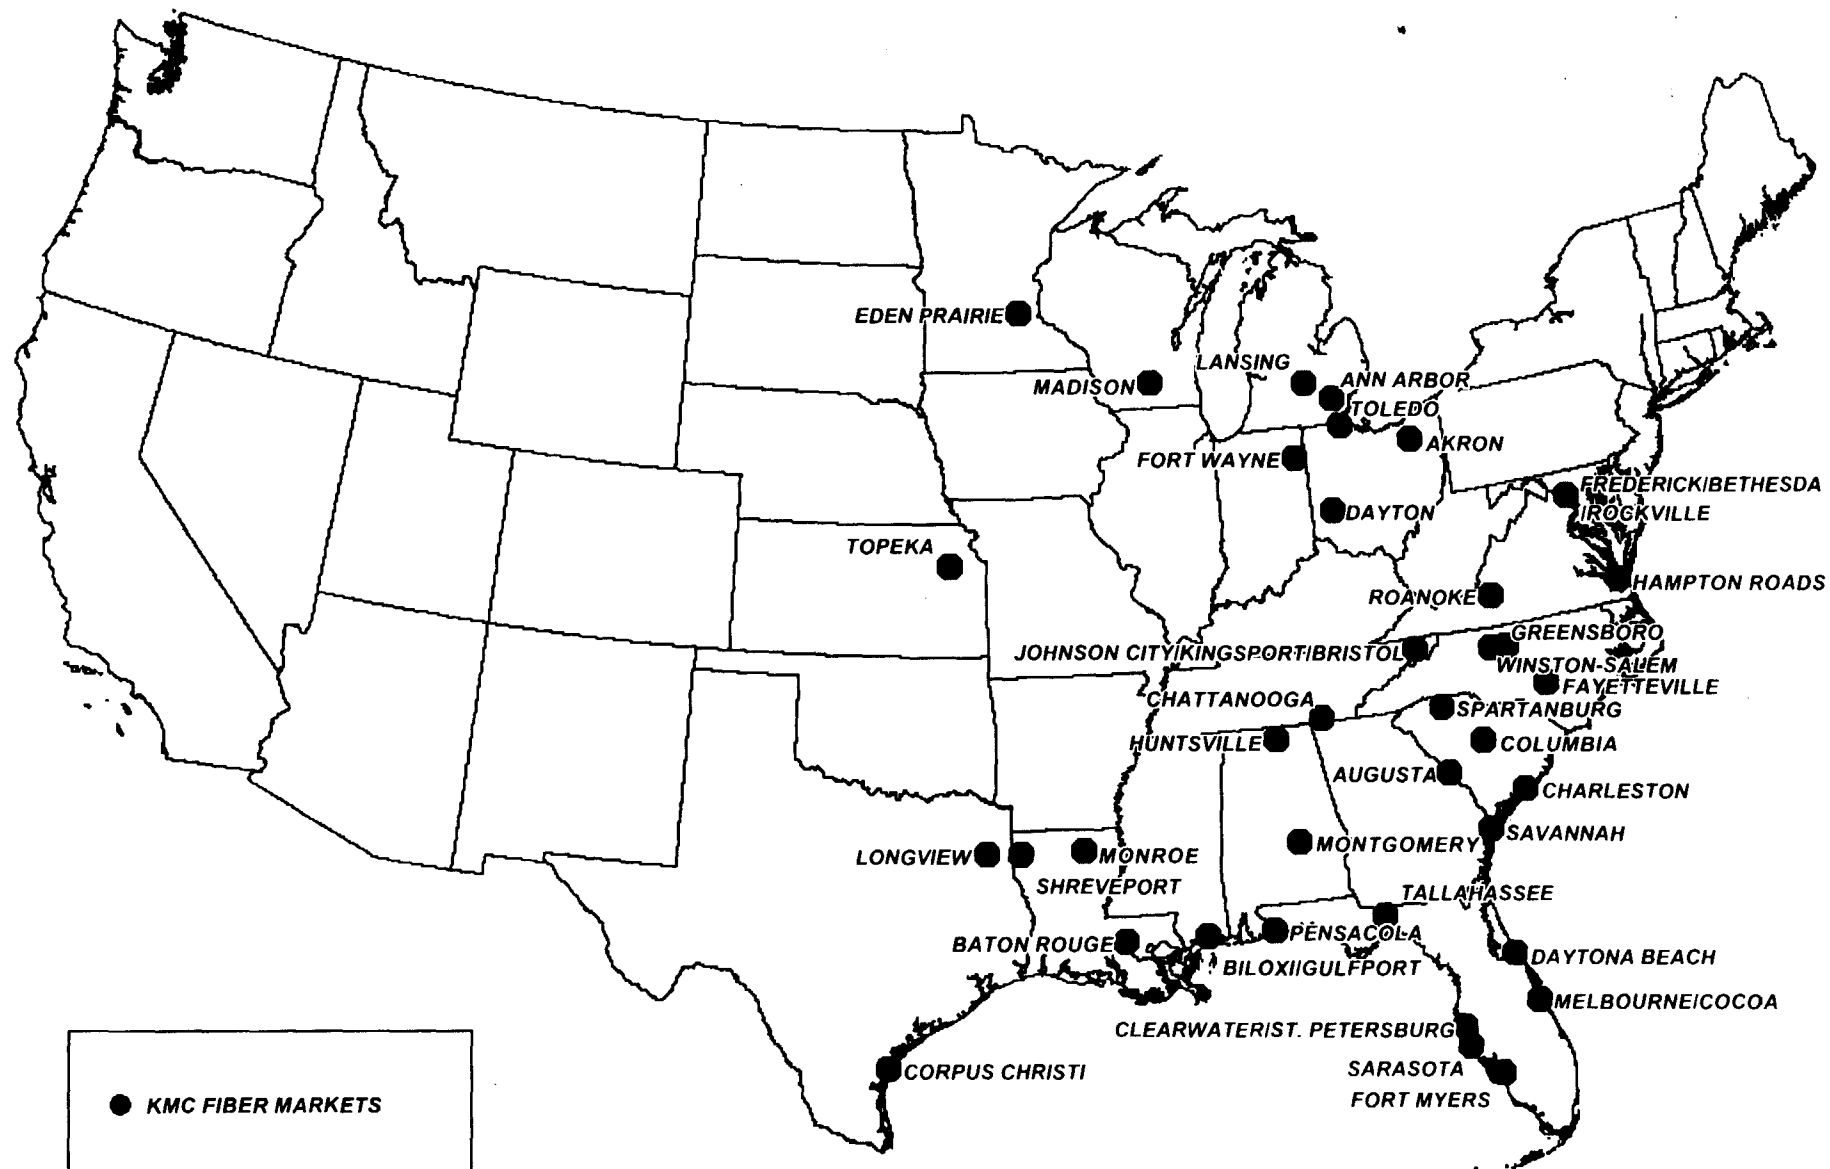 EDEN PRAIRIE
LANSING
MADISON
ANN ARBOR
TOLEDO
AKRON
FORT WAYNE
FREDERICK/BETHESDA
/ROCKVILLE
DAYTON
TOPEKA
HAMPTON ROADS
ROANOKE
GREENSBORO
JOHNSON CITY/KINGSPORT/BRISTOL
WINSTON-SALEM
FAYETTEVILLE
CHATTANOOGA
SPARTANBURG
HUNTSVILLE
COLUMBIA
AUGUSTA
CHARLESTON
SAVANNAH
MONTGOMERY
LONGVIEW
MONROE
SHREVEPORT
TALLAHASSEE
PENSACOLA
BATON ROUGE
DAYTONA BEACH
BILOXI/GULFPORT
MELBOURNE/COCOA
CLEARWATER/ST. PETERSBURG
SARASOTA
CORPUS CHRISTI
FORT MYERS
KMC FIBER MARKETS